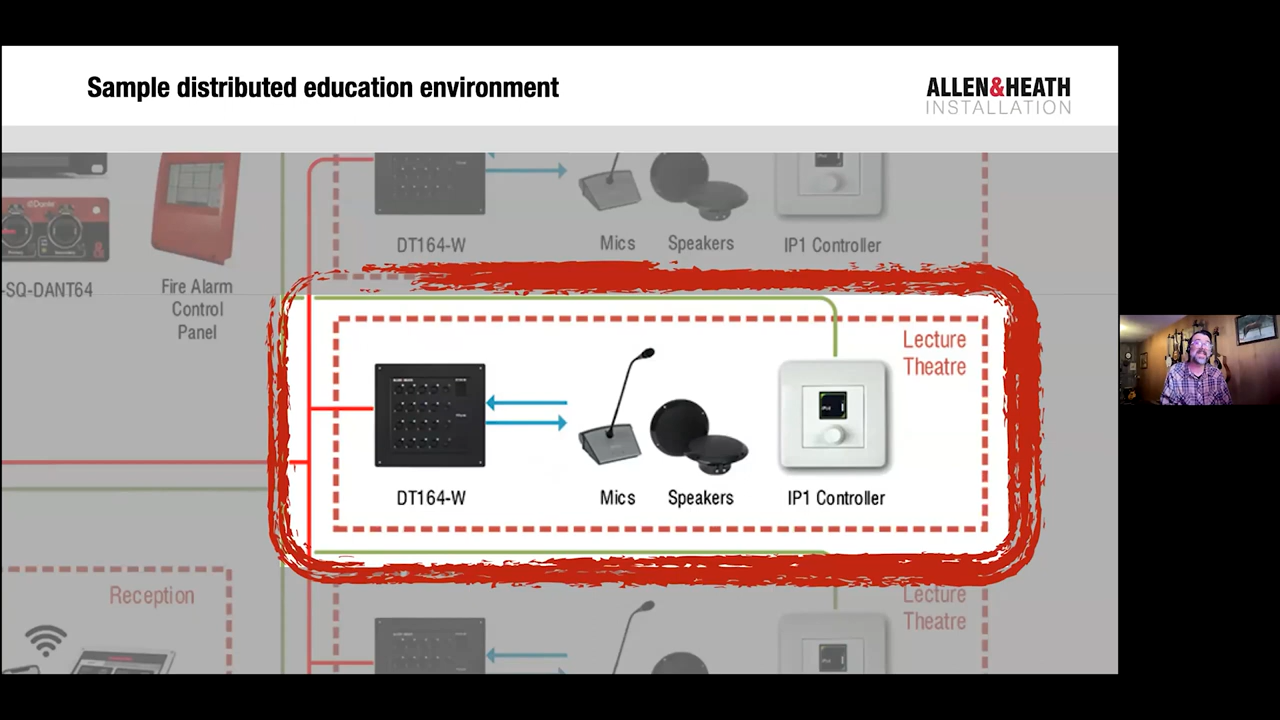 Sample distributed education environment
ALLEN&HEATH
INSTALLATION
Dante
-SQ-DANT64
Fire Alarm
Control
Panel
DT164-W
Mics
Speakers
IP1 Controller
Lecture
Theatre
DT164-W
Mics
Speakers
IP1 Controller
Reception
Lecture
Theatre